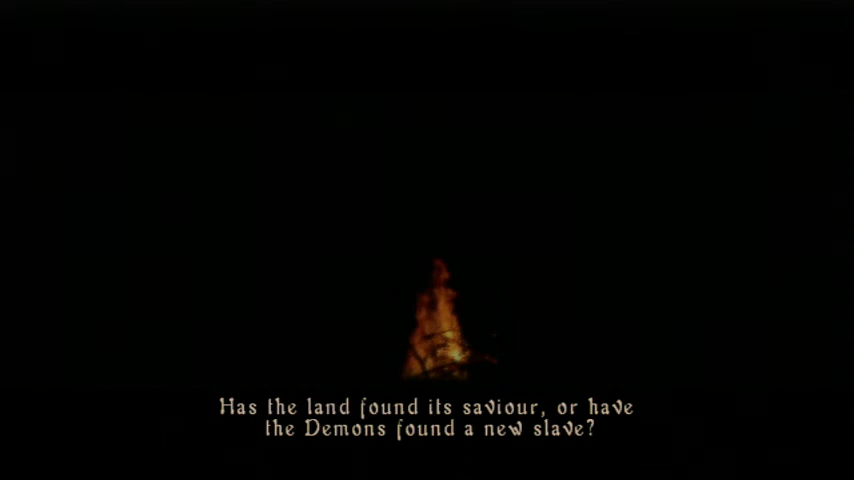 Has the land found its saviour, or have
the Demons found a new slave?